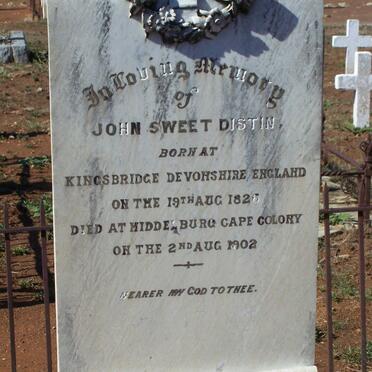 In Loving Memory
of
JOHN SWEET DISTIN,
BORN AT
KINGSBRIDGE DEVONSHIRE, ENGLAND
ON THE 19TH AUG
DIED AT MIDDELBURG CAPE COLONY
ON THE 2ND AUG 1902
NEARER MY GOD TO THEE.